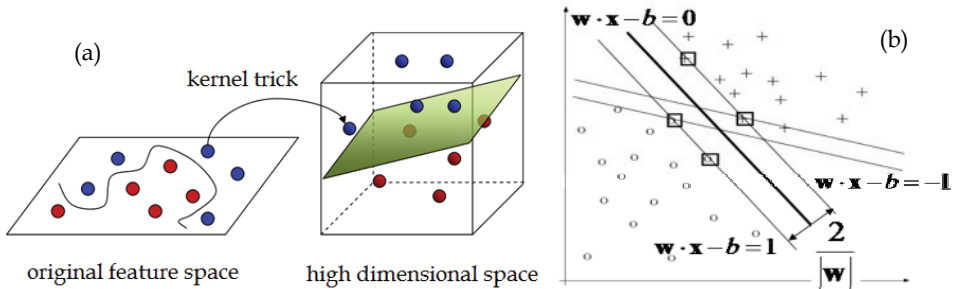 (a)
kernel trick
original feature space
high dimensional space
w · x – b = 0
(b)
w · x – b = –1
w · x – b = 1
2
|w|